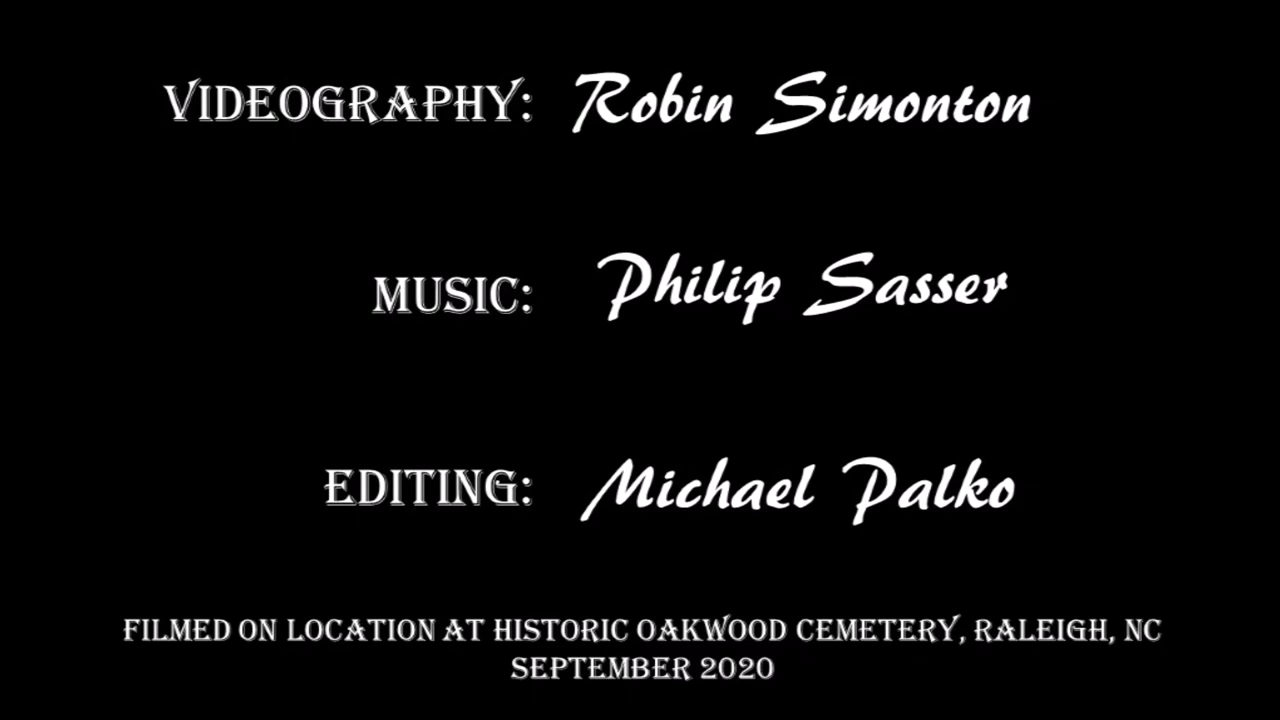 VIDEOGRAPHY: Robin Simonton
MUSIC: Philip Sasser
EDITING: Michael Palko
FILMED ON LOCATION AT HISTORIC OAKWOOD CEMETERY, RALEIGH, NC
SEPTEMBER 2020